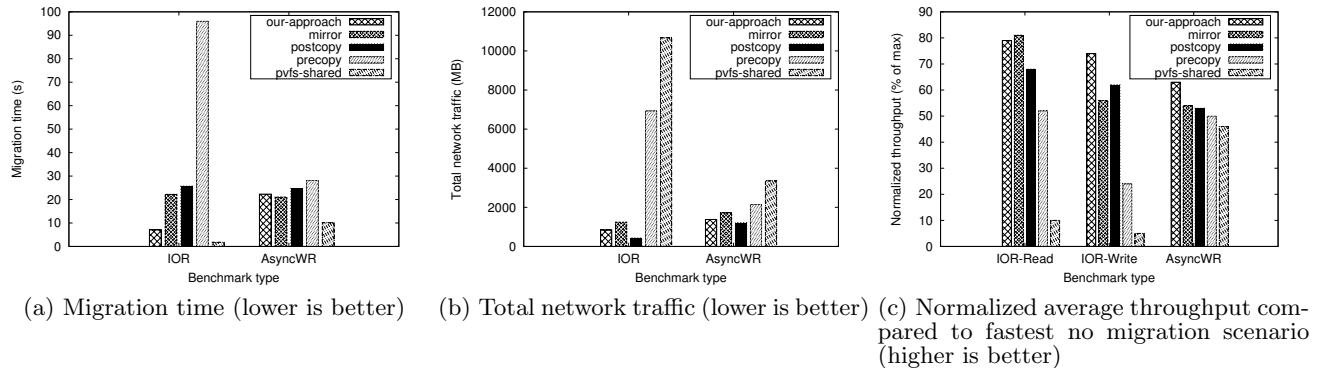 100
90
80
70
60
50
40
30
20
10
0
Migration time (s)
our-approach
mirror
postcopy
precopy
pvfs-shared
IOR
AsyncWR
Benchmark type
(a) Migration time (lower is better)
12000
10000
8000
6000
4000
2000
0
Total network traffic (MB)
our-approach
mirror
postcopy
precopy
pvfs-shared
IOR
AsyncWR
Benchmark type
(b) Total network traffic (lower is better)
90
80
70
60
50
40
30
20
10
0
Normalized throughput (% of max)
our-approach
mirror
postcopy
precopy
pvfs-shared
IOR-Read
IOR-Write
AsyncWR
Benchmark type
(c) Normalized average throughput com-
pared to fastest no migration scenario
(higher is better)